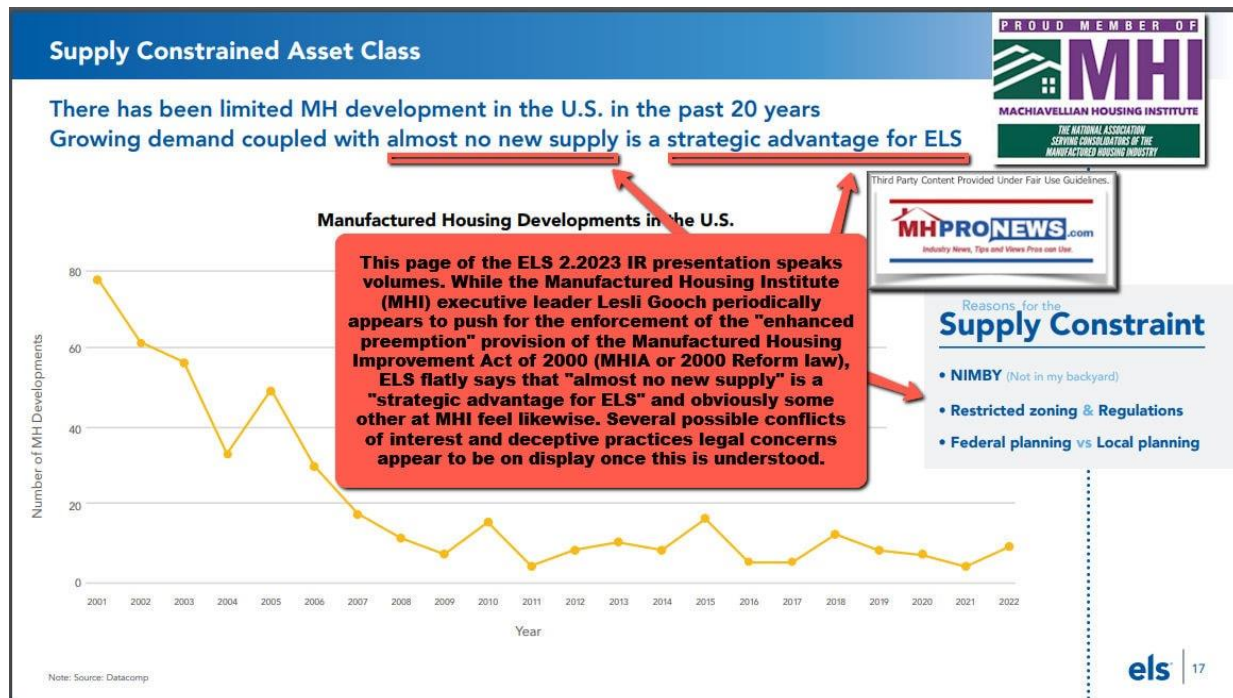 Supply Constrained Asset Class
PROUD MEMBER OF
MHI
MACHIAVELLIAN HOUSING INSTITUTE
THE NATIONAL ASSOCIATION
SERVING CONSOLIDATORS OF THE
MANUFACTURED HOUSING INDUSTRY
There has been limited MH development in the U.S. in the past 20 years
Growing demand coupled with almost no new supply is a strategic advantage for ELS
Third Party Content Provided Under Fair Use Guidelines.
MHPRONEWS.com
Industry News, Tips and Views Pros can Use.
Manufactured Housing Developments in the U.S.
This page of the ELS 2.2023 IR presentation speaks
volumes. While the Manufactured Housing Institute
(MHI) executive leader Lesli Gooch periodically
appears to push for the enforcement of the "enhanced
preemption" provision of the Manufactured Housing
Improvement Act of 2000 (MHIA or 2000 Reform law),
ELS flatly says that "almost no new supply" is a
"strategic advantage for ELS" and obviously some
other at MHI feel likewise. Several possible conflicts
of interest and deceptive practices legal concerns
appear to be on display once this is understood.
Reasons for the
Supply Constraint
• NIMBY (Not in my backyard)
• Restricted zoning & Regulations
• Federal planning vs Local planning
Number of MH Developments
80
60
40
20
0
2001 2002 2003 2004 2005 2006 2007 2008 2009 2010 2011 2012 2013 2014 2015 2016 2017 2018 2019 2020 2021 2022
Year
Note: Source: Datacomp
els 17